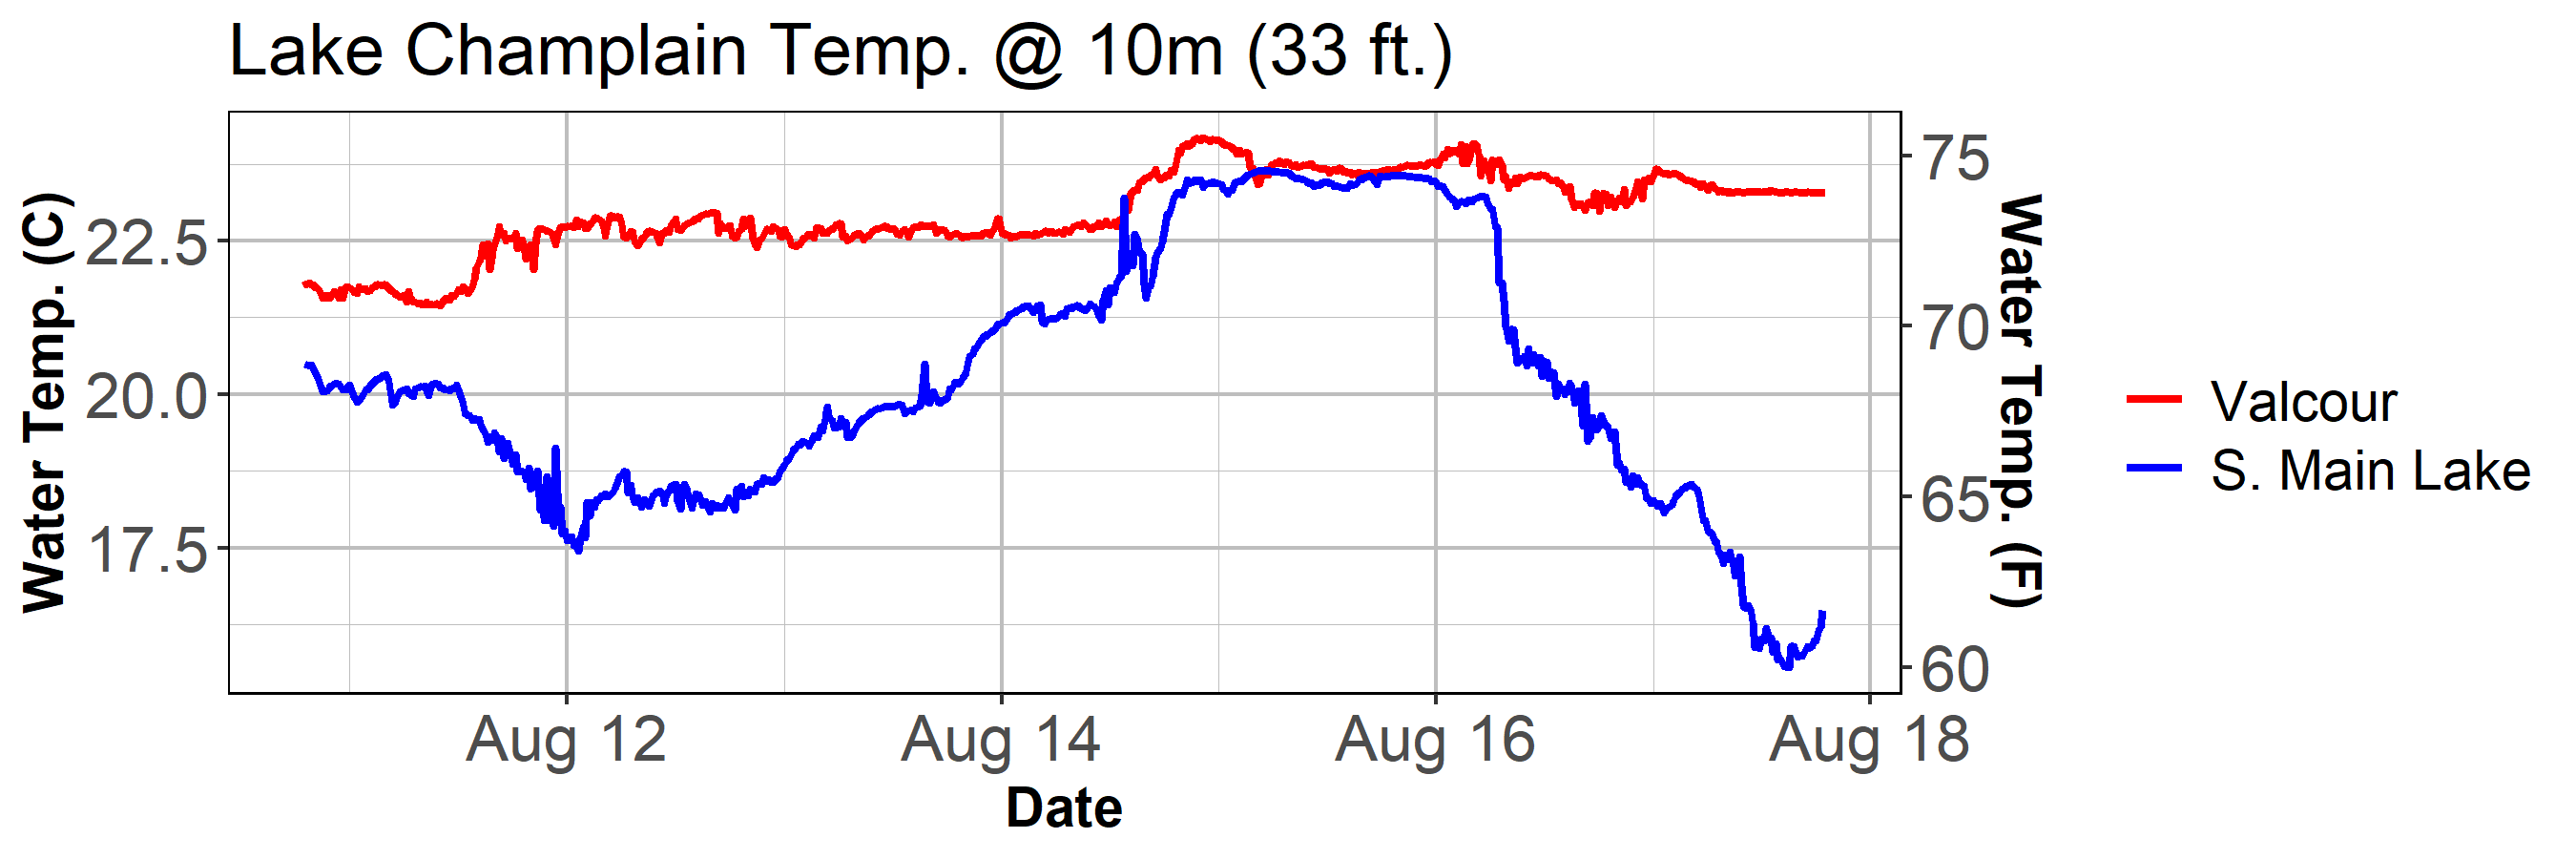 Lake Champlain Temp. @ 10m (33 ft.)
Water Temp. (C)
22.5
20.0
17.5
75
70
65
60
Water Temp. (F)
Aug 12
Aug 14
Aug 16
Aug 18
Date
Valcour
S. Main Lake